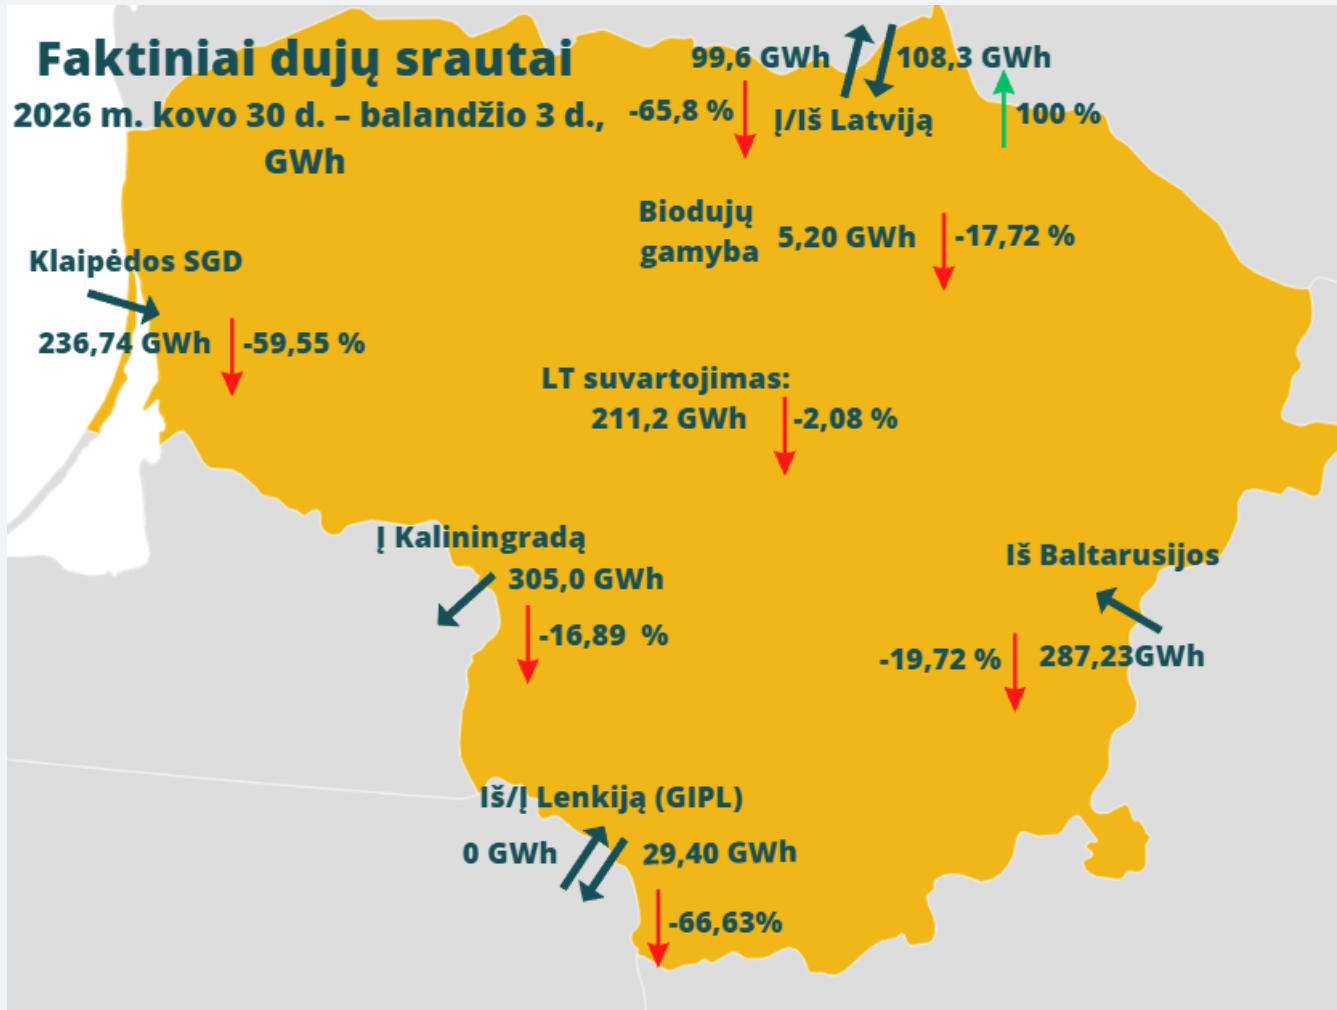 Faktiniai dujų srautai
2026 m. kovo 30 d. – balandžio 3 d.,
GWh
99,6 GWh
108,3 GWh
-65,8 %
Į/Iš Latviją
100 %
Biodujų
gamyba
5,20 GWh
-17,72 %
Klaipėdos SGD
236,74 GWh
-59,55 %
LT suvartojimas:
211,2 GWh
-2,08 %
Į Kaliningradą
305,0 GWh
-16,89 %
Iš Baltarusijos
-19,72 %
287,23GWh
Iš/Į Lenkiją (GIPL)
0 GWh
29,40 GWh
-66,63%